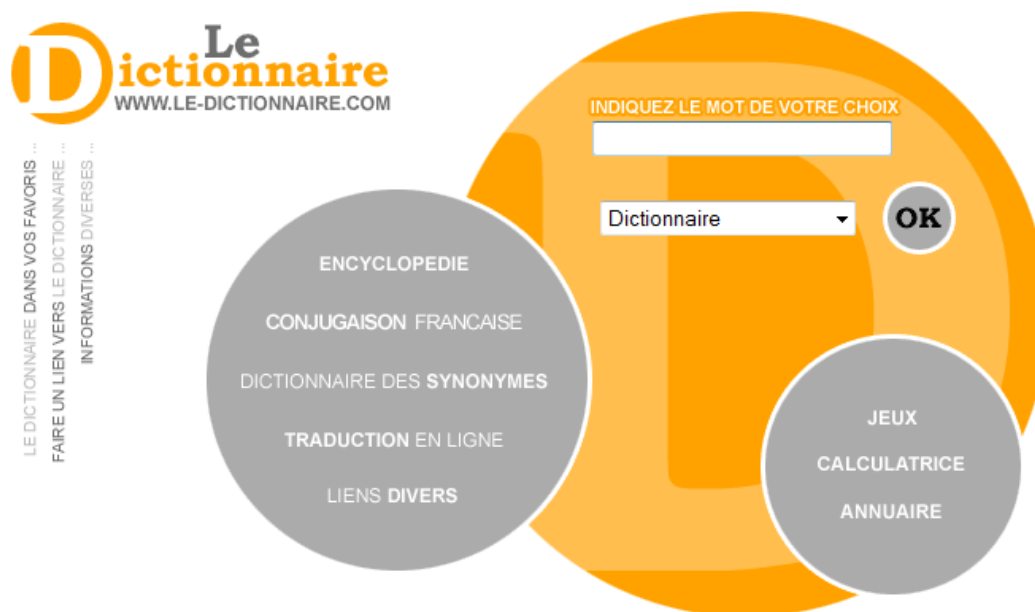 Le
Dictionnaire
WWW.LE-DICTIONNAIRE.COM
LE DICTIONNAIRE DANS VOS FAVORIS ...
FAIRE UN LIEN VERS LE DICTIONNAIRE ...
INFORMATIONS DIVERSES ...
INDIQUEZ LE MOT DE VOTRE CHOIX
Dictionnaire
OK
ENCYCLOPEDIE
CONJUGAISON FRANCAISE
DICTIONNAIRE DES SYNONYMES
TRADUCTION EN LIGNE
LIENS DIVERS
JEUX
CALCULATRICE
ANNUAIRE